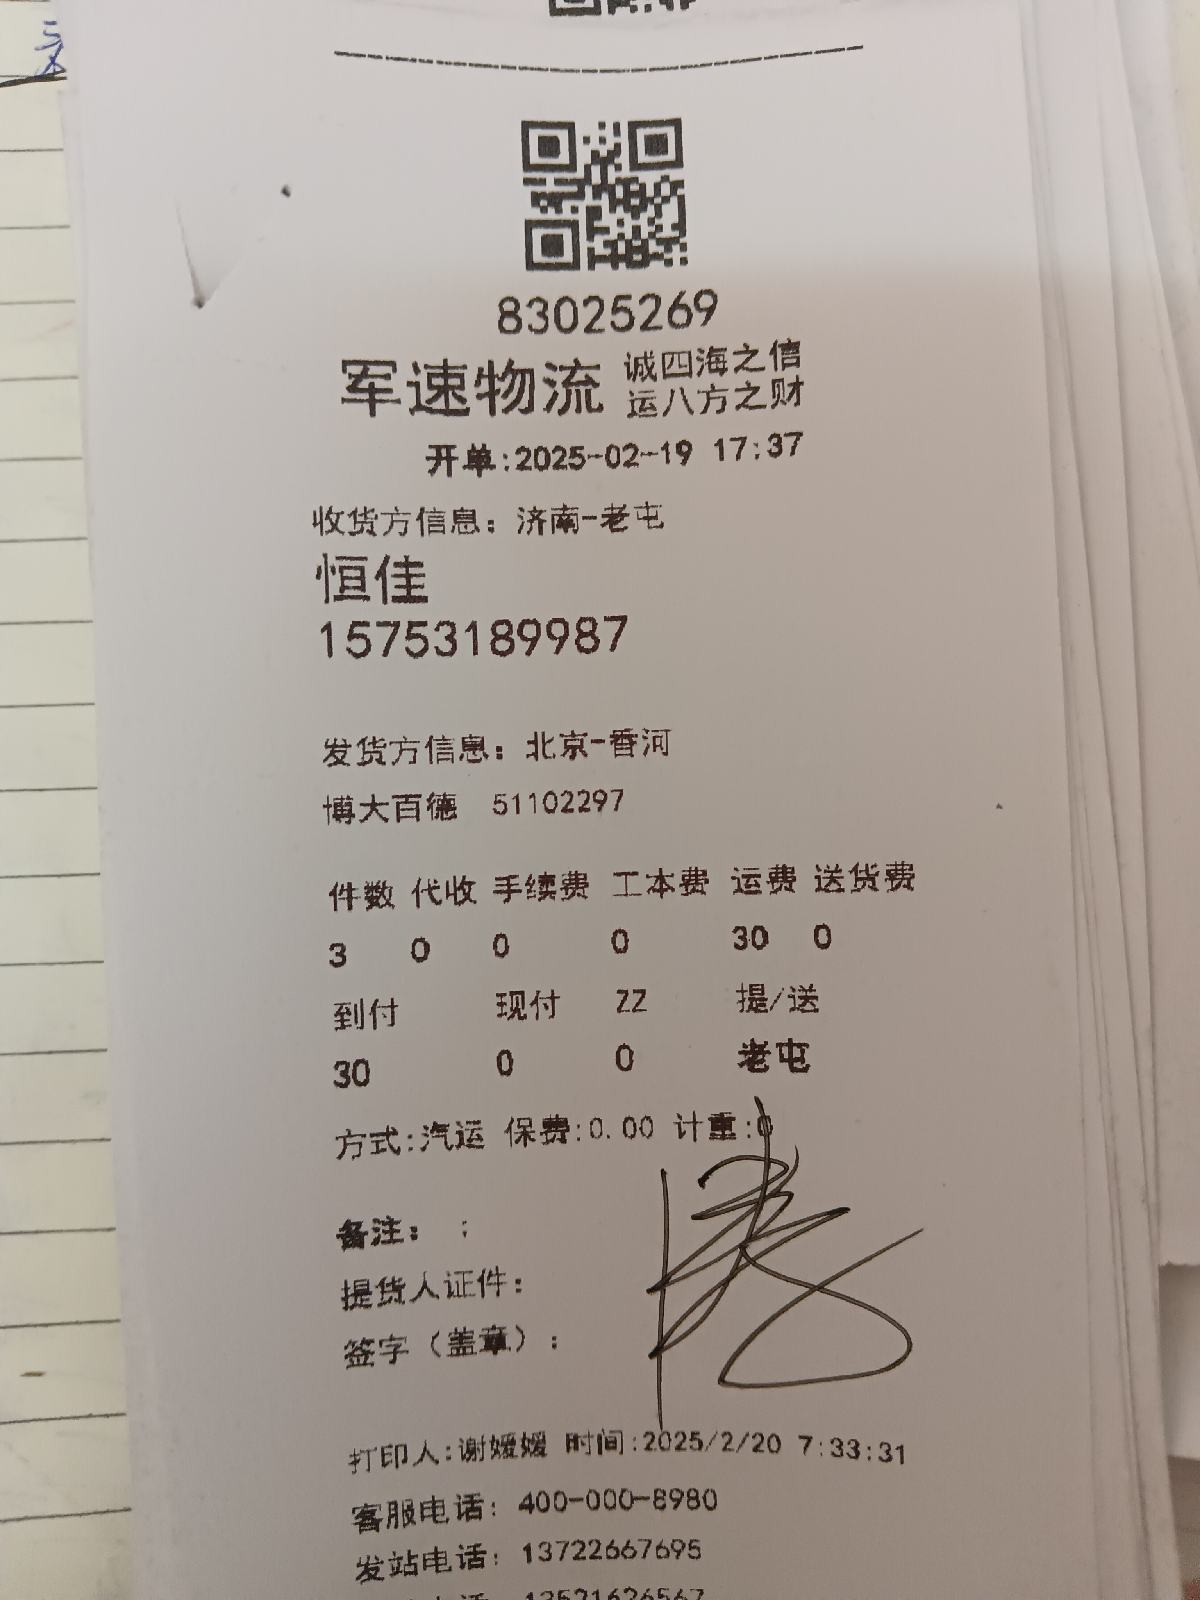 83025269
军速物流 诚四海之信
运八方之财
开单:2025-02-19 17:37
收货方信息：济南-老屯
恒佳
15753189987
发货方信息：北京-香河
博大百德 51102297
件数 代收 手续费 工本费 运费 送货费
3 0 0 0 30 0
到付 现付 ZZ 提/送
30 0 0 老屯
方式:汽运 保费:0.00 计重:0
备注： ；
提货人证件：
签字（盖章）：
打印人:谢媛媛 时间:2025/2/20 7:33:31
客服电话：400-000-8980
发站电话：13722667695